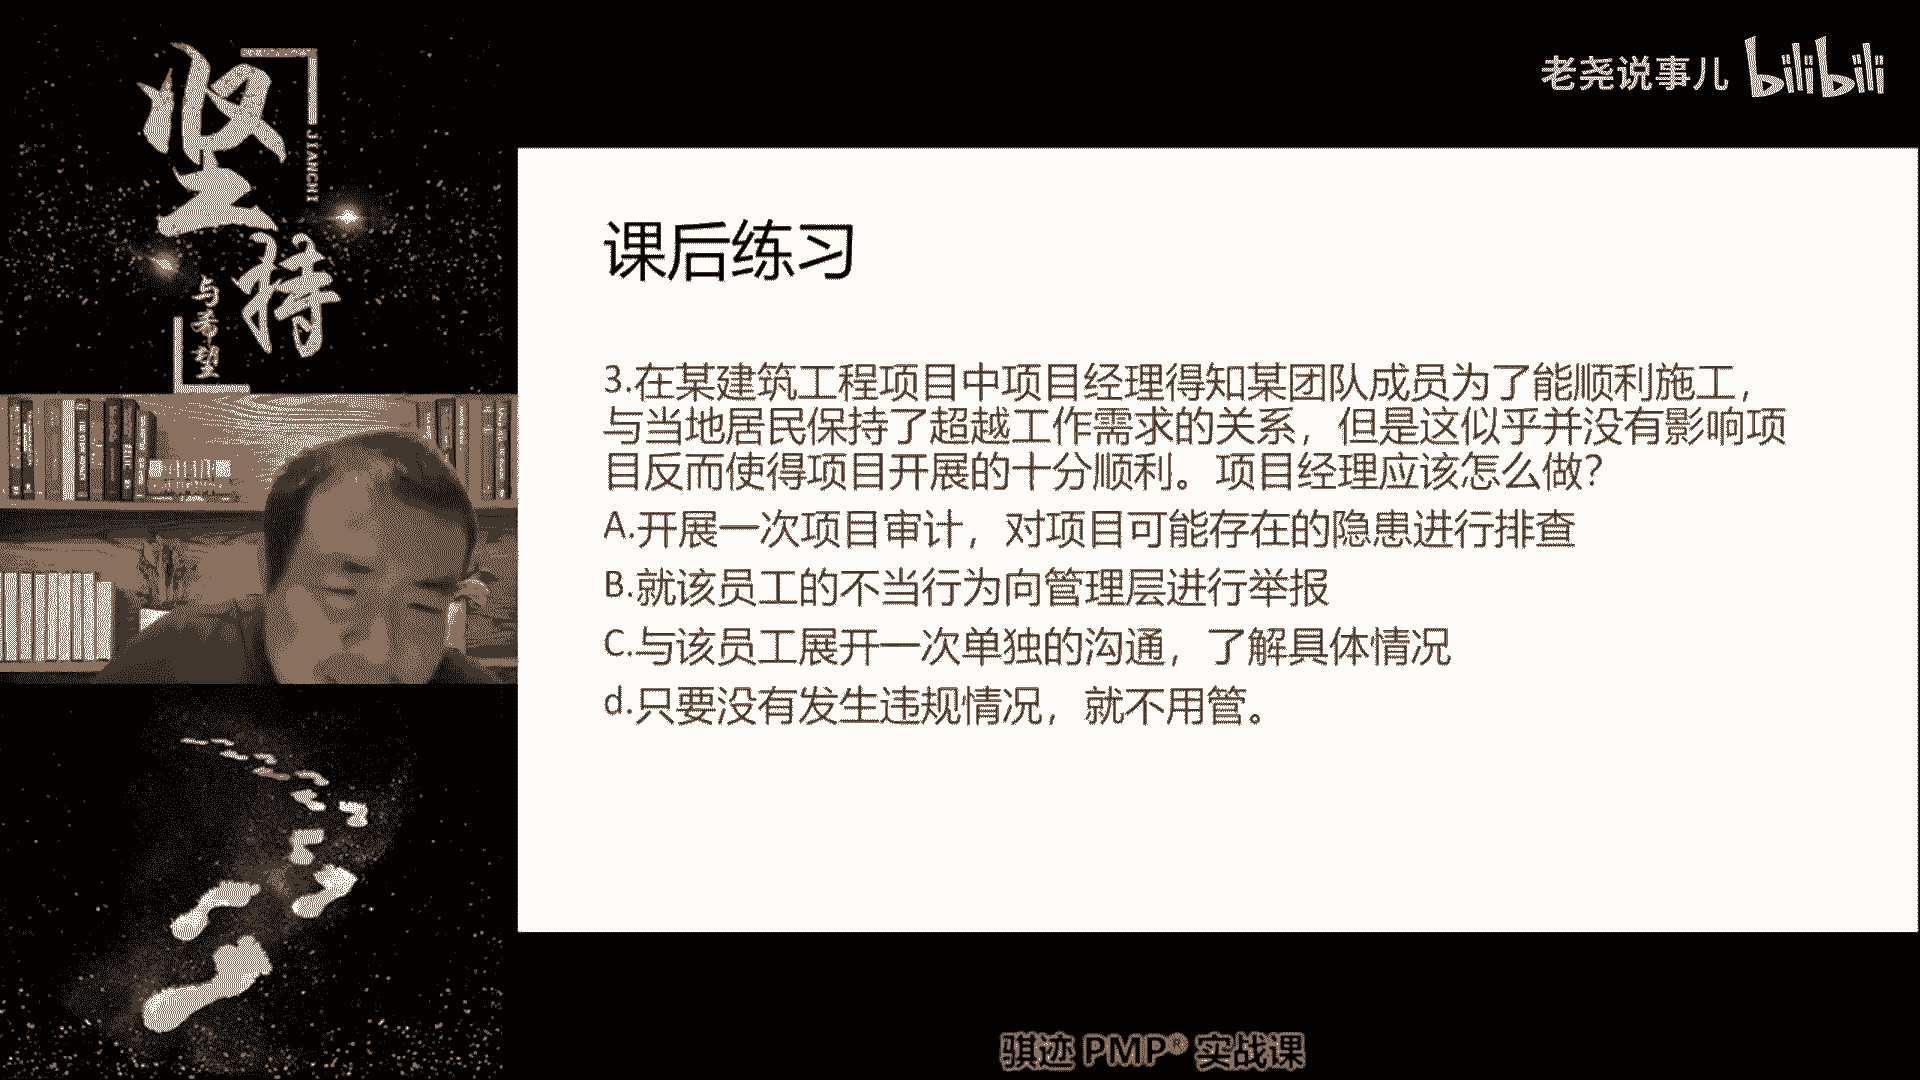 坚
JIANCHI
持
与希望
老尧说事儿 bilibili
课后练习
3.在某建筑工程项目中项目经理得知某团队成员为了能顺利施工，
与当地居民保持了超越工作需求的关系，但是这似乎并没有影响项
目反而使得项目开展的十分顺利。项目经理应该怎么做？
A.开展一次项目审计，对项目可能存在的隐患进行排查
B.就该员工的不当行为向管理层进行举报
C.与该员工展开一次单独的沟通，了解具体情况
d.只要没有发生违规情况，就不用管。
骐迹 PMP® 实战课